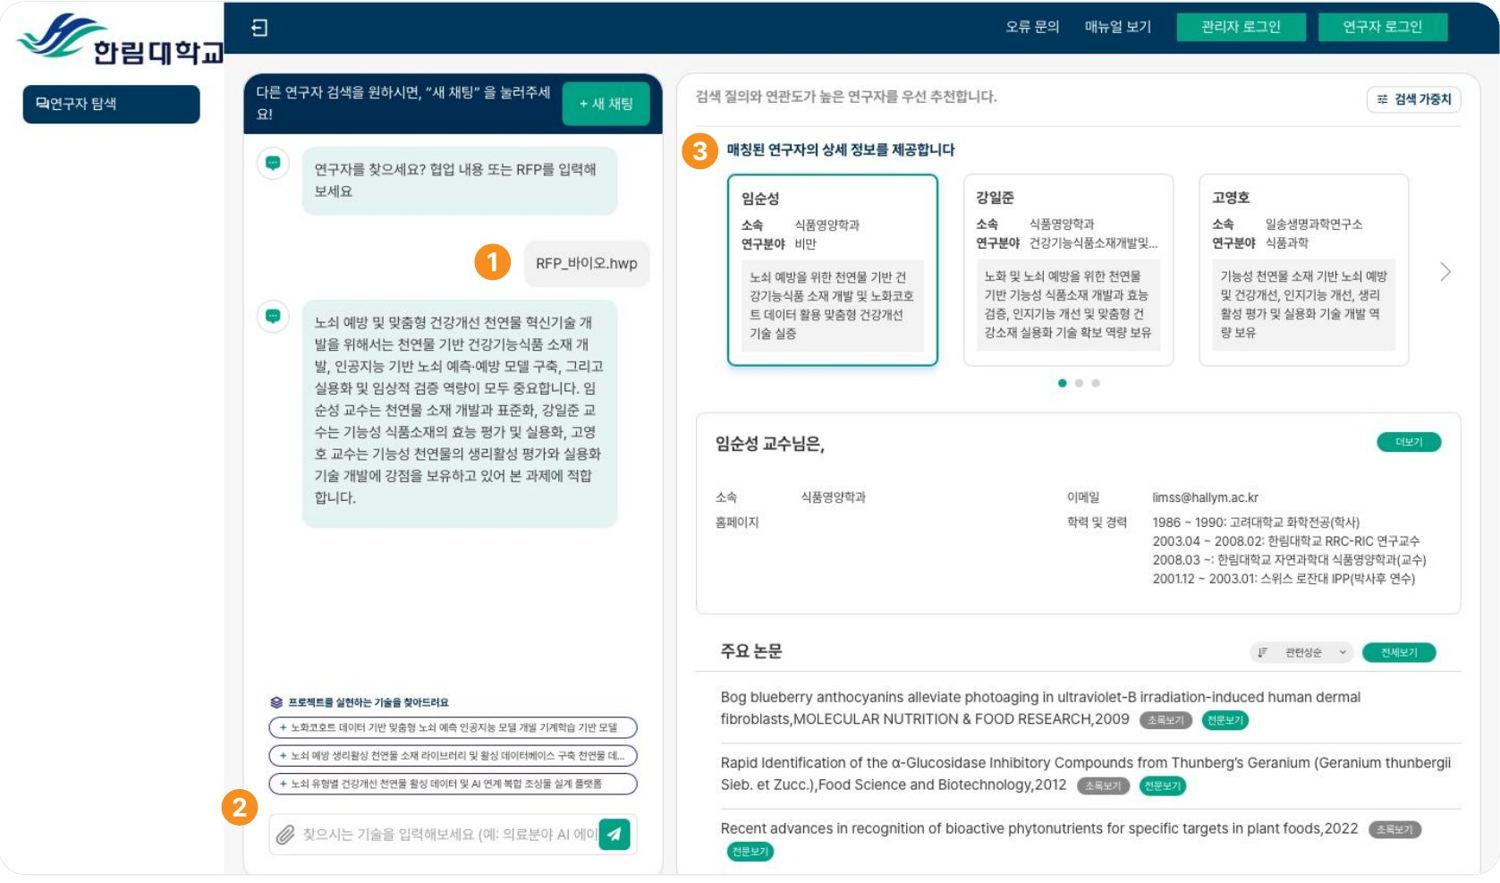 한림대학교
연구자 탐색
오류 문의
매뉴얼 보기
관리자 로그인
연구자 로그인
다른 연구자 검색을 원하시면, "새 채팅" 을 눌러주세
요!
+ 새 채팅
연구자를 찾으세요? 협업 내용 또는 RFP를 입력해
보세요
1
RFP_바이오.hwp
노쇠 예방 및 맞춤형 건강개선 천연물 혁신기술 개
발을 위해서는 천연물 기반 건강기능식품 소재 개
발, 인공지능 기반 노쇠 예측·예방 모델 구축, 그리고
실용화 및 임상적 검증 역량이 모두 중요합니다. 임
순성 교수는 천연물 소재 개발과 표준화, 강일준 교
수는 기능성 식품소재의 효능 평가 및 실용화, 고영
호 교수는 기능성 천연물의 생리활성 평가와 실용화
기술 개발에 강점을 보유하고 있어 본 과제에 적합
합니다.
프로젝트를 실현하는 기술을 찾아드려요
+ 노화코호트 데이터 기반 맞춤형 노쇠 예측 인공지능 모델 개발 기계학습 기반 모델
+ 노쇠 예방 생리활성 천연물 소재 라이브러리 및 활성 데이터베이스 구축 천연물 데...
+ 노쇠 유형별 건강개선 천연물 활성 데이터 및 AI 연계 복합 조성물 설계 플랫폼
2
찾으시는 기술을 입력해보세요 (예: 의료분야 AI 에이
검색 질의와 연관도가 높은 연구자를 우선 추천합니다.
검색 가중치
3
매칭된 연구자의 상세 정보를 제공합니다
임순성
소속 식품영양학과
연구분야 비만
노쇠 예방을 위한 천연물 기반 건
강기능식품 소재 개발 및 노화코호
트 데이터 활용 맞춤형 건강개선
기술 실증
강일준
소속 식품영양학과
연구분야 건강기능식품소재개발및...
노화 및 노쇠 예방을 위한 천연물
기반 기능성 식품소재 개발과 효능
검증, 인지기능 개선 및 맞춤형 건
강소재 실용화 기술 확보 역량 보유
고영호
소속 일송생명과학연구소
연구분야 식품과학
기능성 천연물 소재 기반 노쇠 예방
및 건강개선, 인지기능 개선, 생리
활성 평가 및 실용화 기술 개발 역
량 보유
임순성 교수님은,
더보기
소속 식품영양학과
홈페이지
이메일 limss@hallym.ac.kr
학력 및 경력 1986 ~ 1990: 고려대학교 화학전공(학사)
2003.04 ~ 2008.02: 한림대학교 RRC-RIC 연구교수
2008.03 ~: 한림대학교 자연과학대 식품영양학과(교수)
2001.12 ~ 2003.01: 스위스 로잔대 IPP(박사후 연수)
주요 논문
관련성순
전체보기
Bog blueberry anthocyanins alleviate photoaging in ultraviolet-B irradiation-induced human dermal
fibroblasts,MOLECULAR NUTRITION & FOOD RESEARCH,2009 초록보기 전문보기
Rapid Identification of the α-Glucosidase Inhibitory Compounds from Thunberg's Geranium (Geranium thunbergii
Sieb. et Zucc.),Food Science and Biotechnology,2012 초록보기 전문보기
Recent advances in recognition of bioactive phytonutrients for specific targets in plant foods,2022 초록보기
전문보기